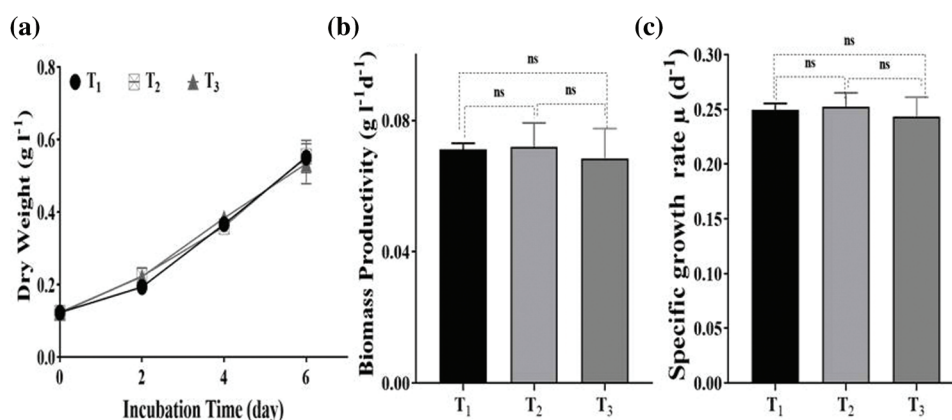 (a)
T1 T2 T3
Dry Weight (g l-1)
0.8
0.6
0.4
0.2
0.0
0 2 4 6
Incubation Time (day)
(b)
Biomass Productivity (g l-1d-1)
0.08
0.04
0.00
ns
ns ns
T1 T2 T3
(c)
Specific growth rate μ (d-1)
0.30
0.25
0.20
0.15
0.10
0.05
0.00
ns
ns ns
T1 T2 T3